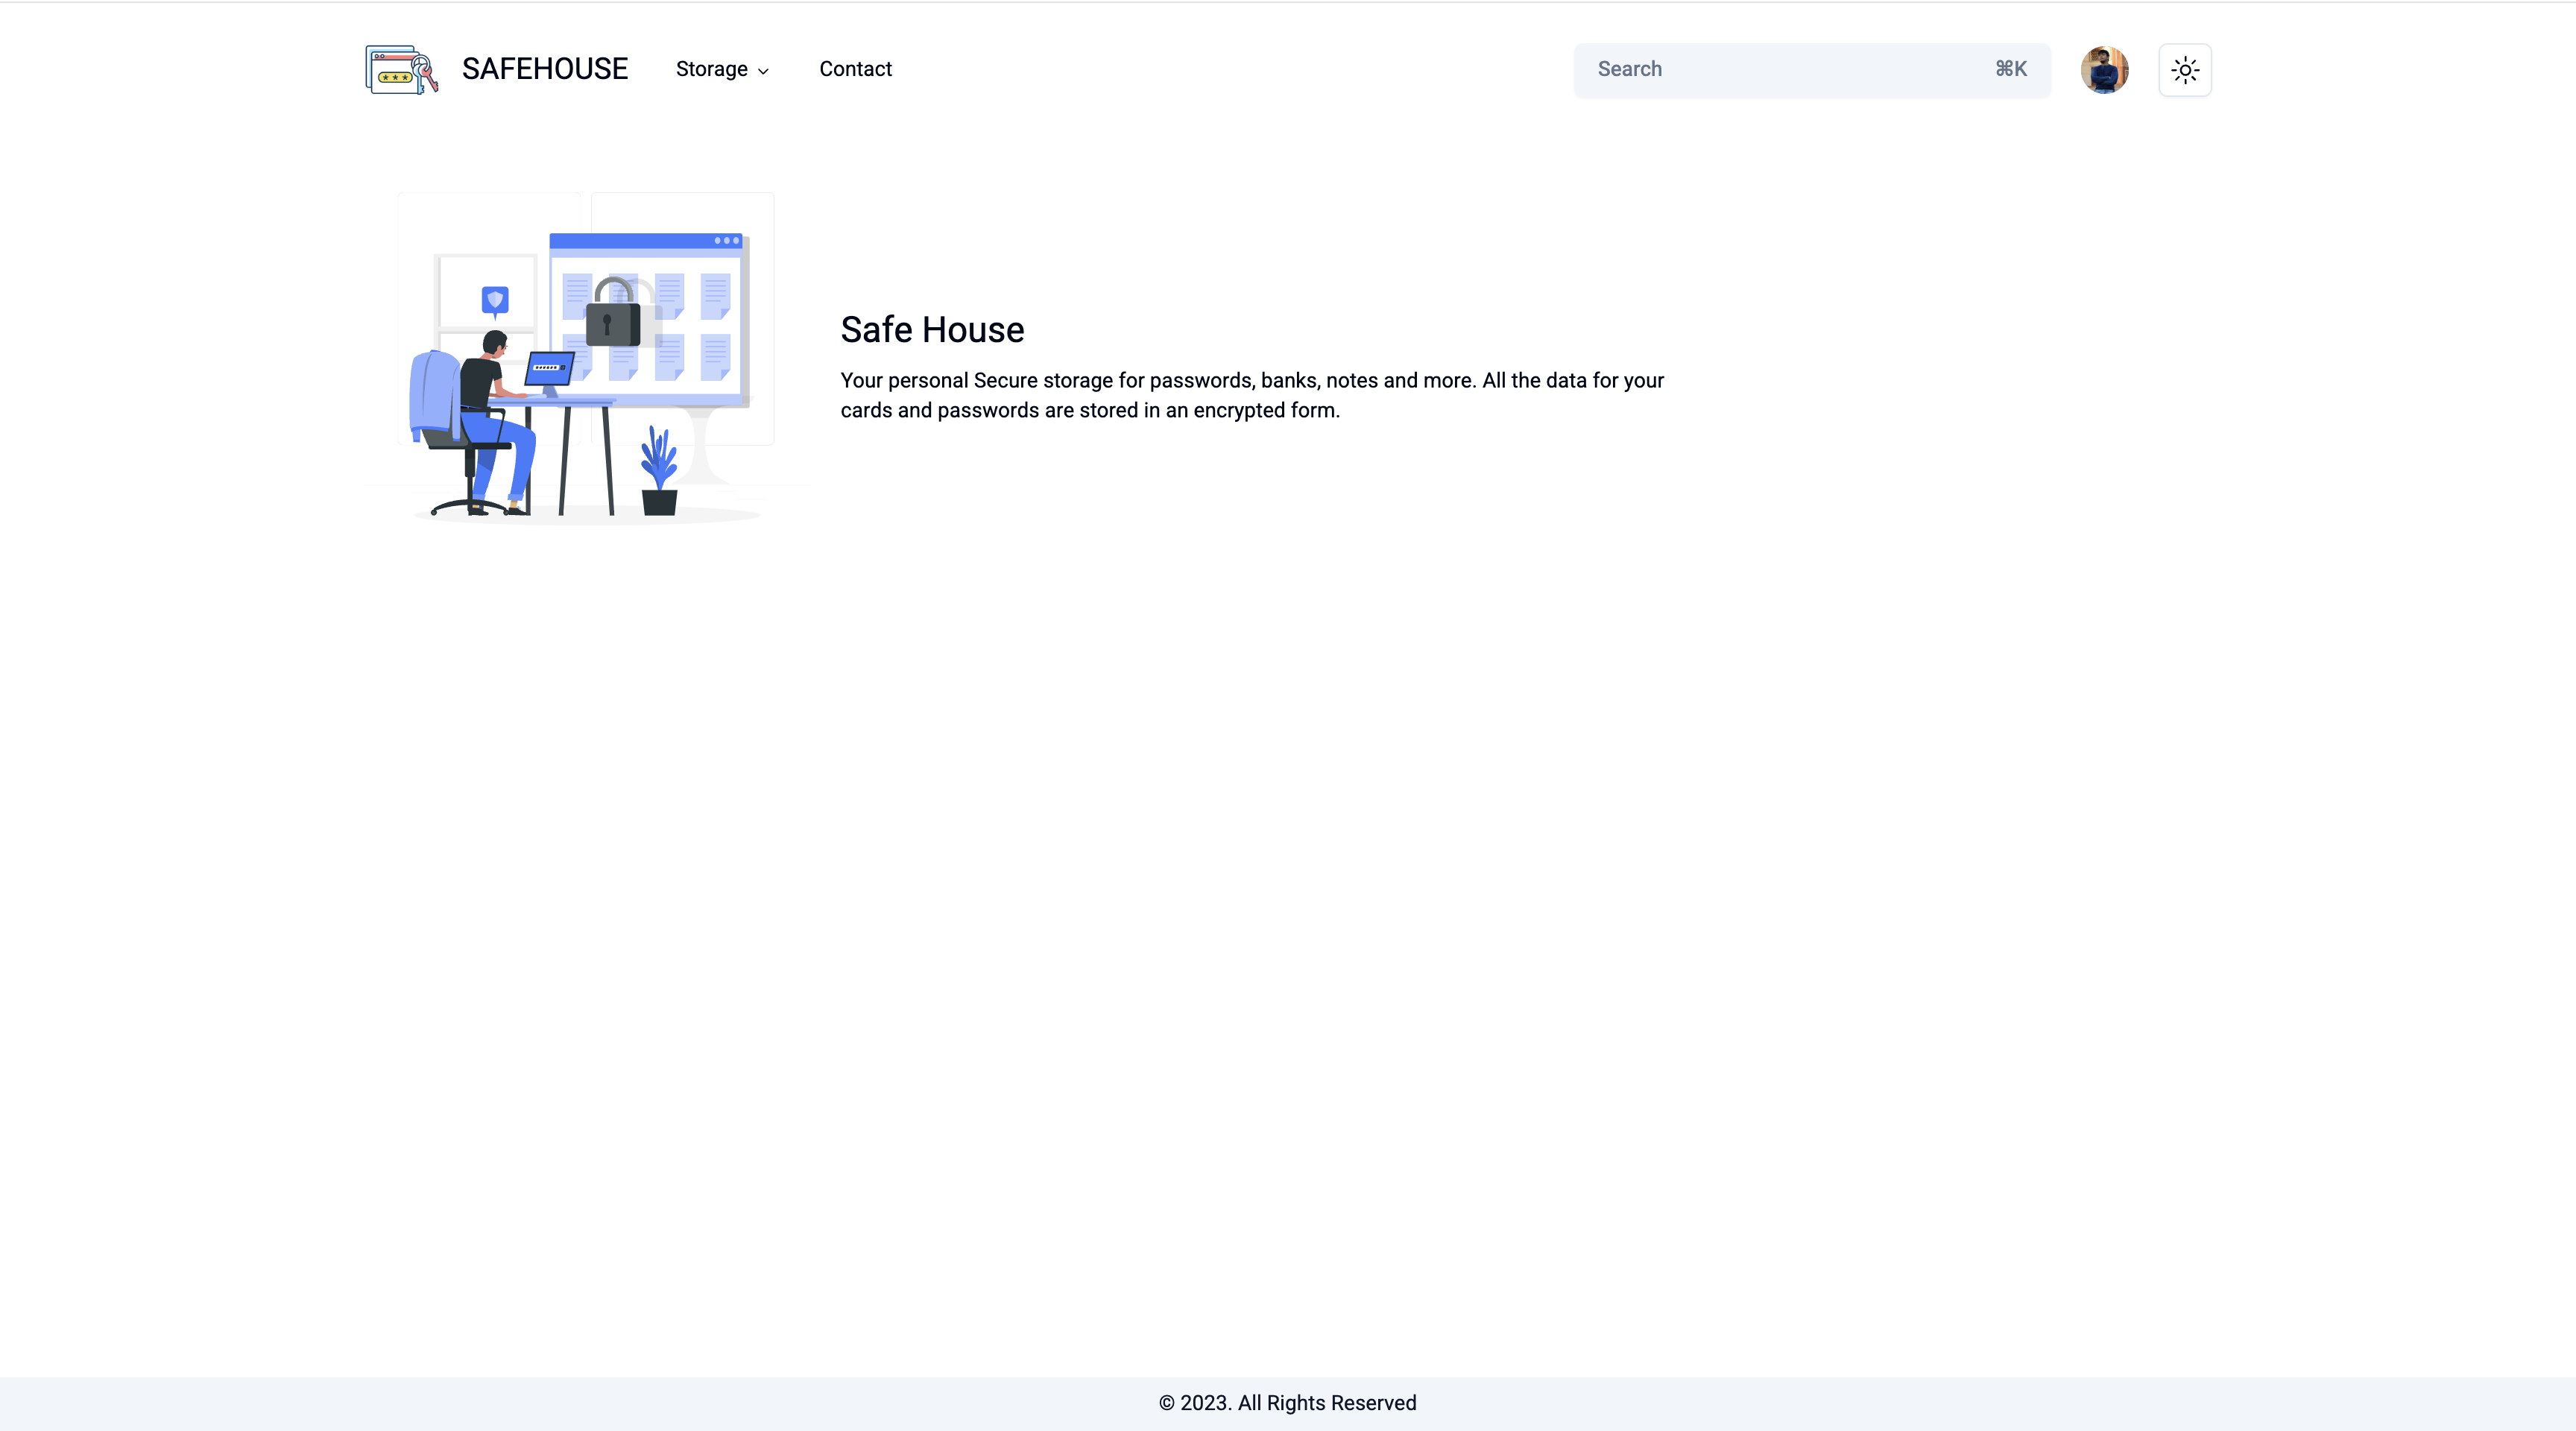 SAFEHOUSE
Storage
Contact
Search
⌘K
Safe House
Your personal Secure storage for passwords, banks, notes and more. All the data for your
cards and passwords are stored in an encrypted form.
© 2023. All Rights Reserved